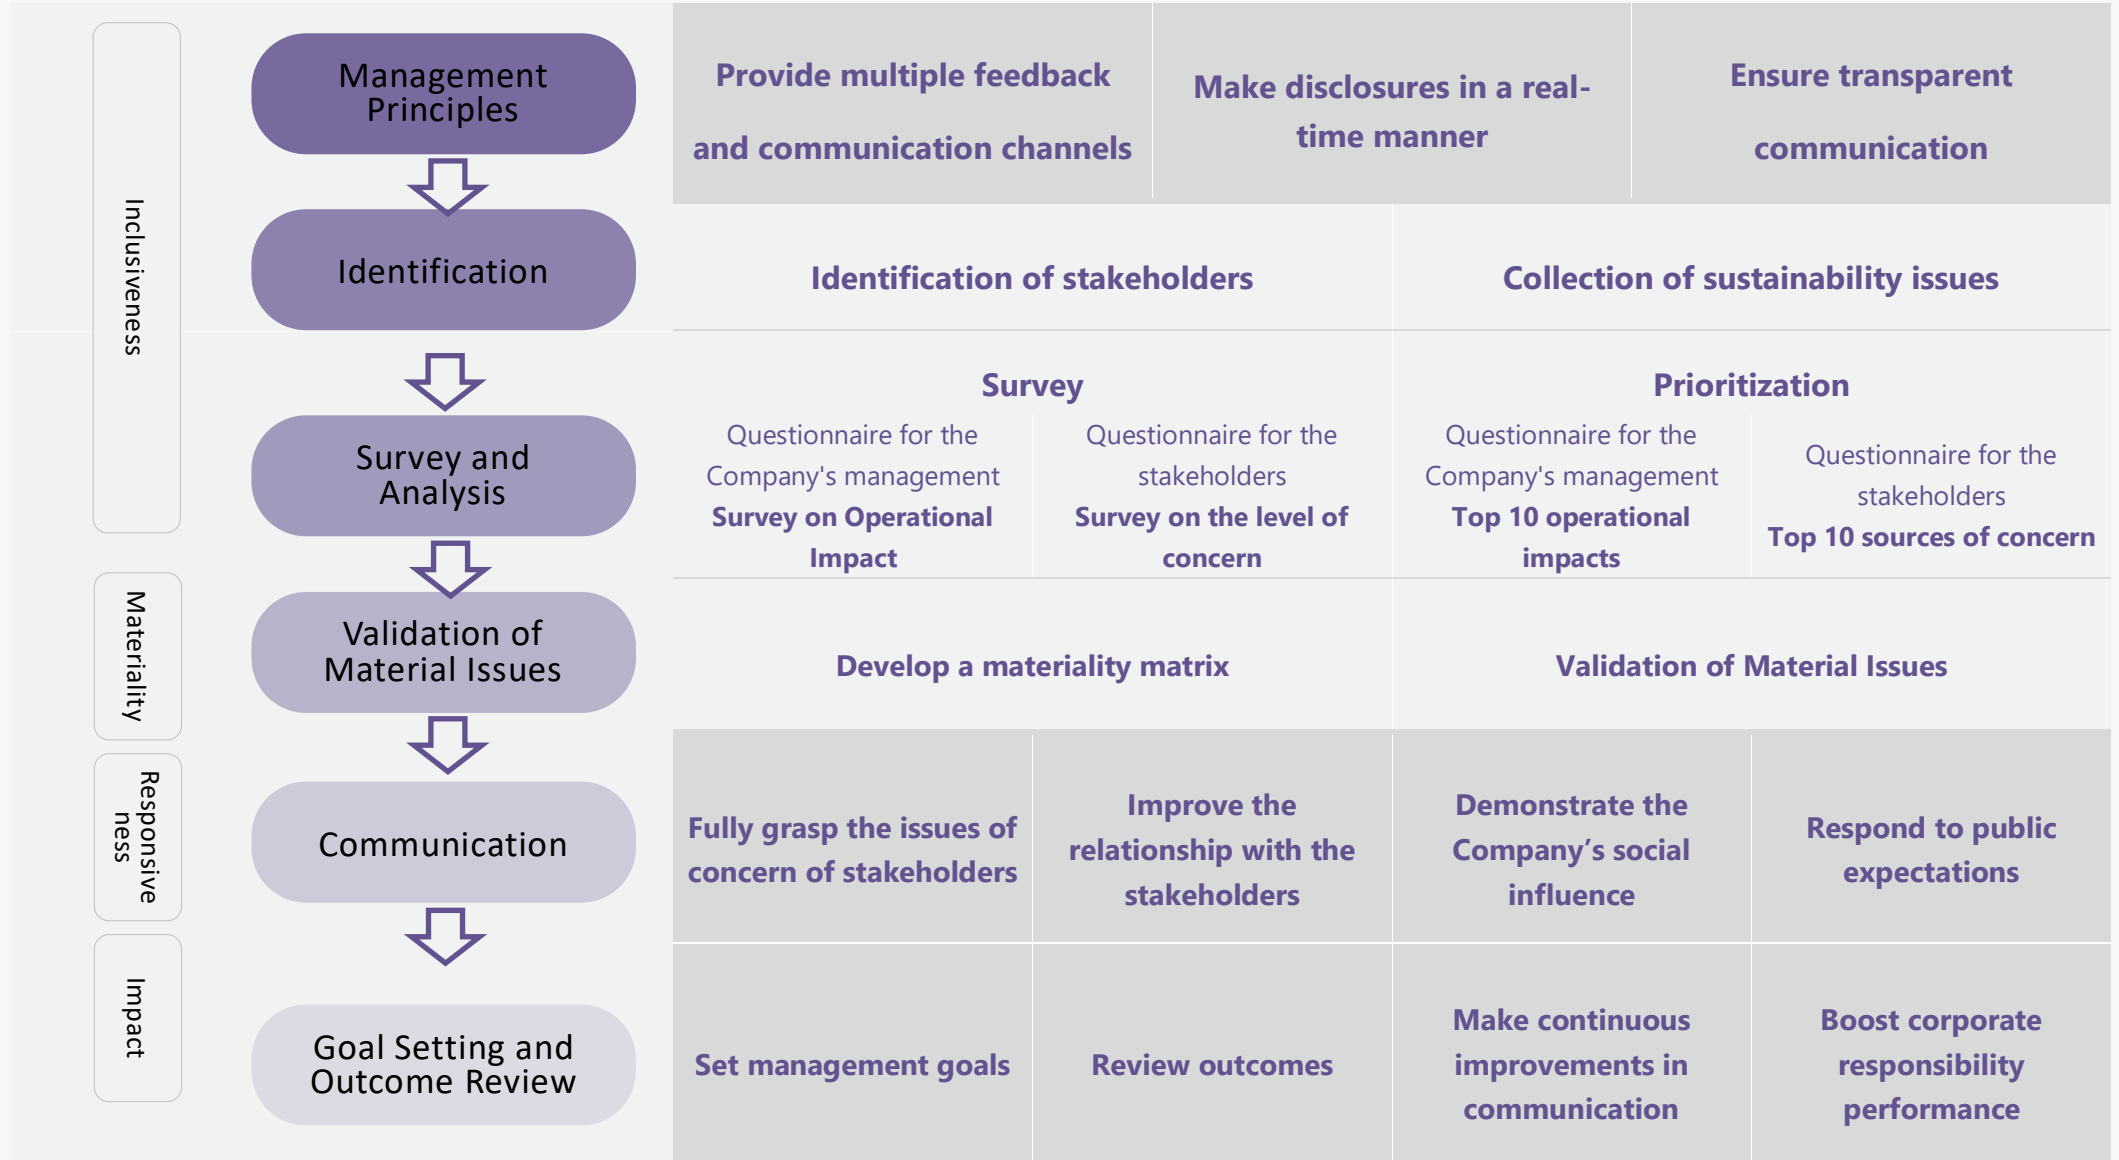 Inclusiveness
Management
Principles
Provide multiple feedback
and communication channels
Make disclosures in a real-
time manner
Ensure transparent
communication
Identification
Identification of stakeholders
Collection of sustainability issues
Survey and
Analysis
Survey
Questionnaire for the
Company's management
Survey on Operational
Impact
Questionnaire for the
stakeholders
Survey on the level of
concern
Prioritization
Questionnaire for the
Company's management
Top 10 operational
impacts
Questionnaire for the
stakeholders
Top 10 sources of concern
Materiality
Validation of
Material Issues
Develop a materiality matrix
Validation of Material Issues
Responsive
ness
Communication
Fully grasp the issues of
concern of stakeholders
Improve the
relationship with the
stakeholders
Demonstrate the
Company’s social
influence
Respond to public
expectations
Impact
Goal Setting and
Outcome Review
Set management goals
Review outcomes
Make continuous
improvements in
communication
Boost corporate
responsibility
performance